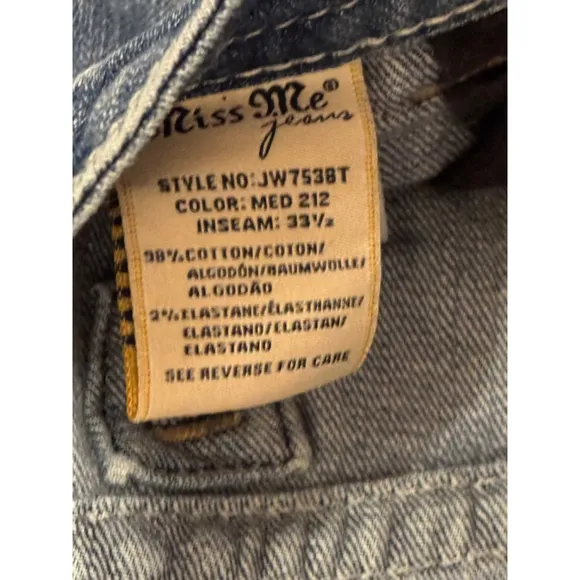 Miss Me®
jeans
STYLE NO:JW7538T
COLOR: MED 212
INSEAM: 33½
98%COTTON/COTON/
ALGODÓN/BAUMWOLLE/
ALGODÃO
2%ELASTANE/ÉLASTHANNE/
ELASTANO/ELASTAN/
ELASTANO
SEE REVERSE FOR CARE